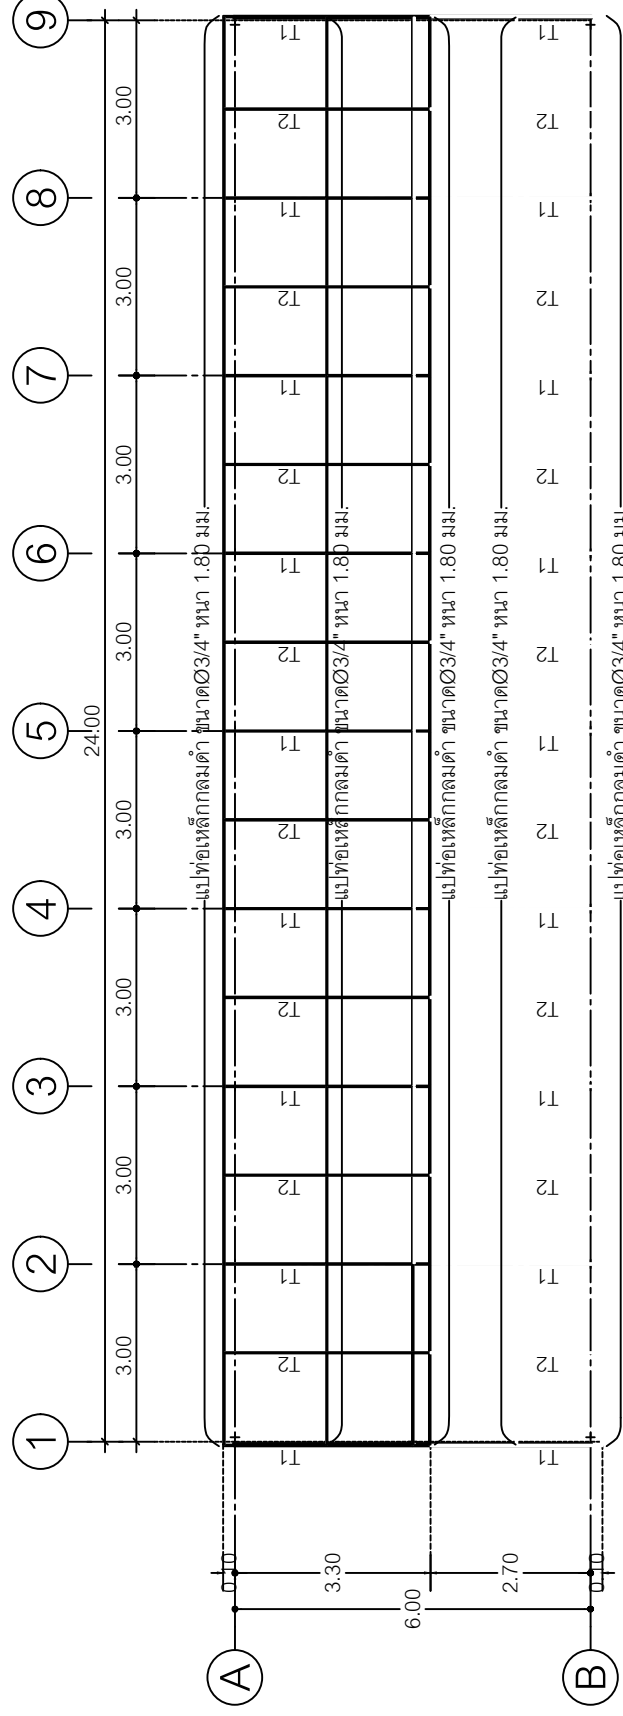 9
8
7
6
5
4
3
2
1
24.00
3.00
3.00
3.00
3.00
3.00
3.00
3.00
3.00
แปท่อเหล็กกลมดำ ขนาดØ3/4" หนา 1.80 มม.
T1
T2
T1
T2
T1
T2
T1
T2
T1
T2
T1
T2
T1
T2
T1
T2
T1
แปท่อเหล็กกลมดำ ขนาดØ3/4" หนา 1.80 มม.
แปท่อเหล็กกลมดำ ขนาดØ3/4" หนา 1.80 มม.
แปท่อเหล็กกลมดำ ขนาดØ3/4" หนา 1.80 มม.
T1
T2
T1
T2
T1
T2
T1
T2
T1
T2
T1
T2
T1
T2
T1
T2
T1
แปท่อเหล็กกลมดำ ขนาดØ3/4" หนา 1.80 มม.
3.30
2.70
6.00
A
B